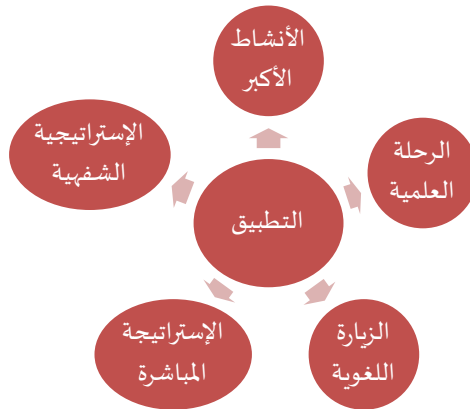 الأنشاط
الأكبر
الإستراتيجية
الشفهية
الرحلة
العلمية
التطبيق
الإستراتيجة
المباشرة
الزيارة
اللغوية